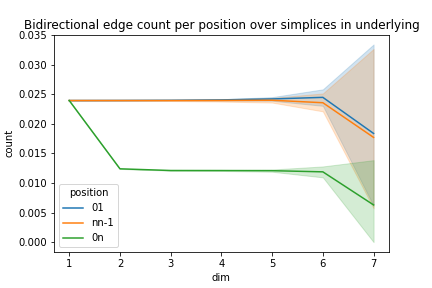 Bidirectional edge count per position over simplices in underlying
0.035
0.030
0.025
0.020
0.015
0.010
0.005
0.000
count
position
01
nn-1
0n
1 2 3 4 5 6 7
dim